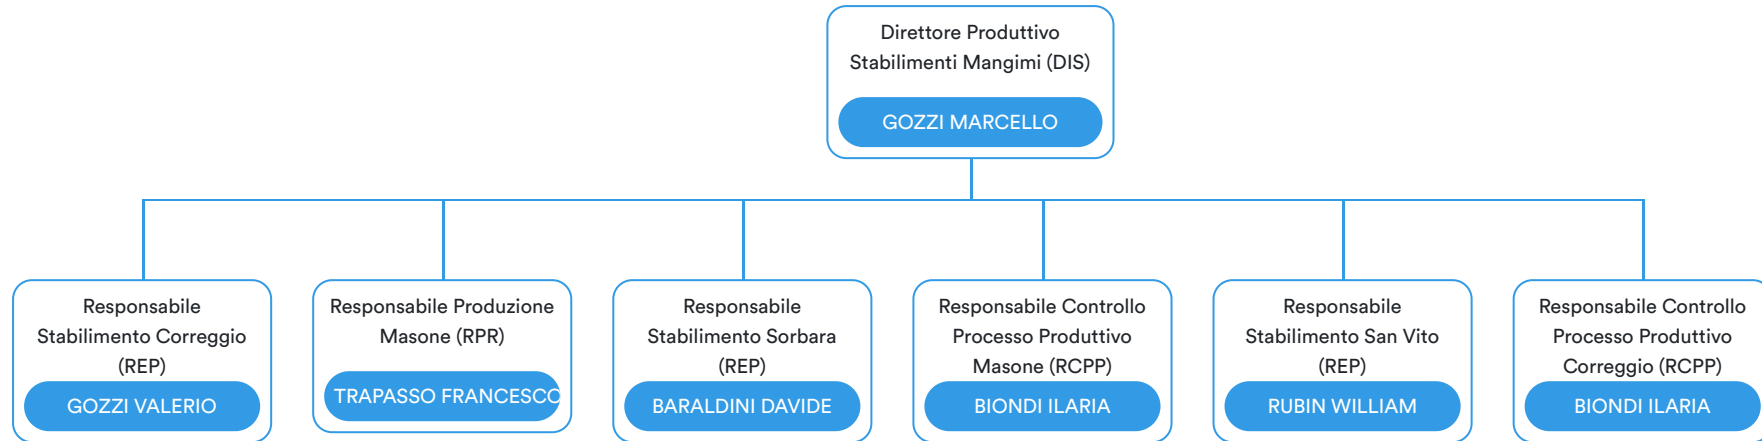 Direttore Produttivo
Stabilimenti Mangimi (DIS)
GOZZI MARCELLO
Responsabile
Stabilimento Correggio
(REP)
GOZZI VALERIO
Responsabile Produzione
Masone (RPR)
TRAPASSO FRANCESCO
Responsabile
Stabilimento Sorbara
(REP)
BARALDINI DAVIDE
Responsabile Controllo
Processo Produttivo
Masone (RCPP)
BIONDI ILARIA
Responsabile
Stabilimento San Vito
(REP)
RUBIN WILLIAM
Responsabile Controllo
Processo Produttivo
Correggio (RCPP)
BIONDI ILARIA